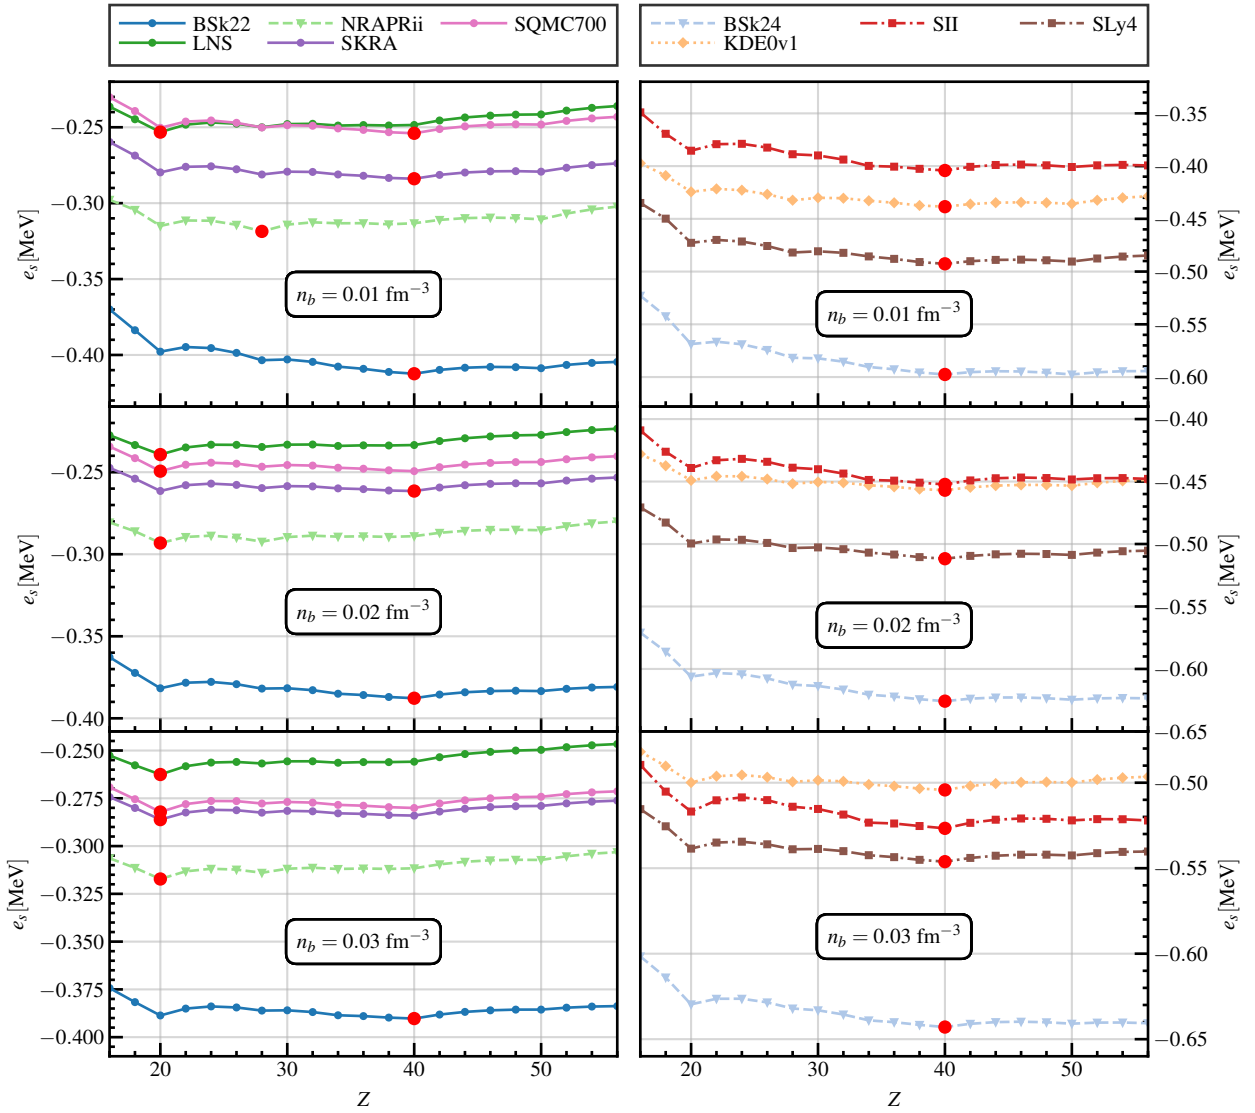 BSk22 NRAPRii SQMC700
LNS SKRA
BSk24 SII SLy4
KDE0v1
−0.25
−0.30
−0.35
−0.40
e_s[MeV]
n_b = 0.01 fm⁻³
−0.35
−0.40
−0.45
−0.50
−0.55
−0.60
e_s[MeV]
n_b = 0.01 fm⁻³
−0.25
−0.30
−0.35
−0.40
e_s[MeV]
n_b = 0.02 fm⁻³
−0.40
−0.45
−0.50
−0.55
−0.60
−0.65
e_s[MeV]
n_b = 0.02 fm⁻³
−0.250
−0.275
−0.300
−0.325
−0.350
−0.375
−0.400
e_s[MeV]
n_b = 0.03 fm⁻³
−0.50
−0.55
−0.60
−0.65
e_s[MeV]
n_b = 0.03 fm⁻³
20 30 40 50
Z
20 30 40 50
Z